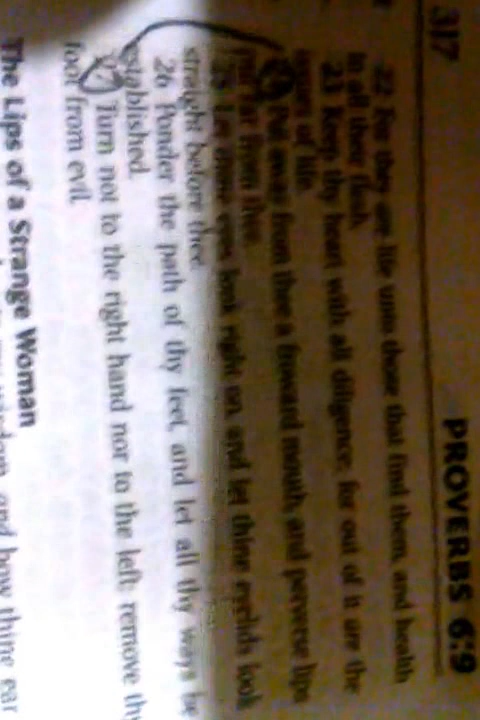 317 PROVERBS 6:9
22 For they are life unto those that find them, and health
to all their flesh.
23 Keep thy heart with all diligence; for out of it are the
issues of life.
24 Put away from thee a froward mouth, and perverse lips
put far from thee.
25 Let thine eyes look right on, and let thine eyelids look
straight before thee.
26 Ponder the path of thy feet, and let all thy ways be
established.
27 Turn not to the right hand nor to the left: remove thy
foot from evil.
The Lips of a Strange Woman
wisdom, and bow thine ear